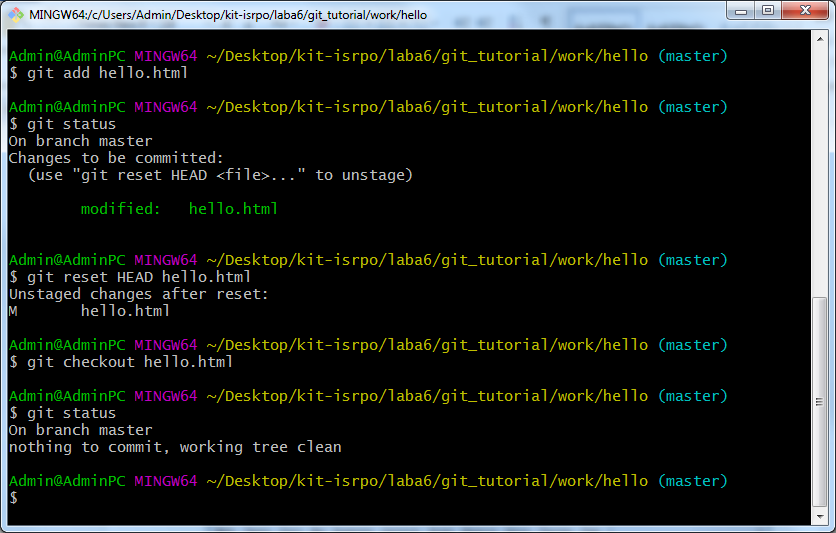 MINGW64:/c/Users/Admin/Desktop/kit-isrpo/laba6/git_tutorial/work/hello
Admin@AdminPC MINGW64 ~/Desktop/kit-isrpo/laba6/git_tutorial/work/hello (master)
$ git add hello.html
Admin@AdminPC MINGW64 ~/Desktop/kit-isrpo/laba6/git_tutorial/work/hello (master)
$ git status
On branch master
Changes to be committed:
  (use "git reset HEAD <file>..." to unstage)
        modified:   hello.html
Admin@AdminPC MINGW64 ~/Desktop/kit-isrpo/laba6/git_tutorial/work/hello (master)
$ git reset HEAD hello.html
Unstaged changes after reset:
M       hello.html
Admin@AdminPC MINGW64 ~/Desktop/kit-isrpo/laba6/git_tutorial/work/hello (master)
$ git checkout hello.html
Admin@AdminPC MINGW64 ~/Desktop/kit-isrpo/laba6/git_tutorial/work/hello (master)
$ git status
On branch master
nothing to commit, working tree clean
Admin@AdminPC MINGW64 ~/Desktop/kit-isrpo/laba6/git_tutorial/work/hello (master)
$